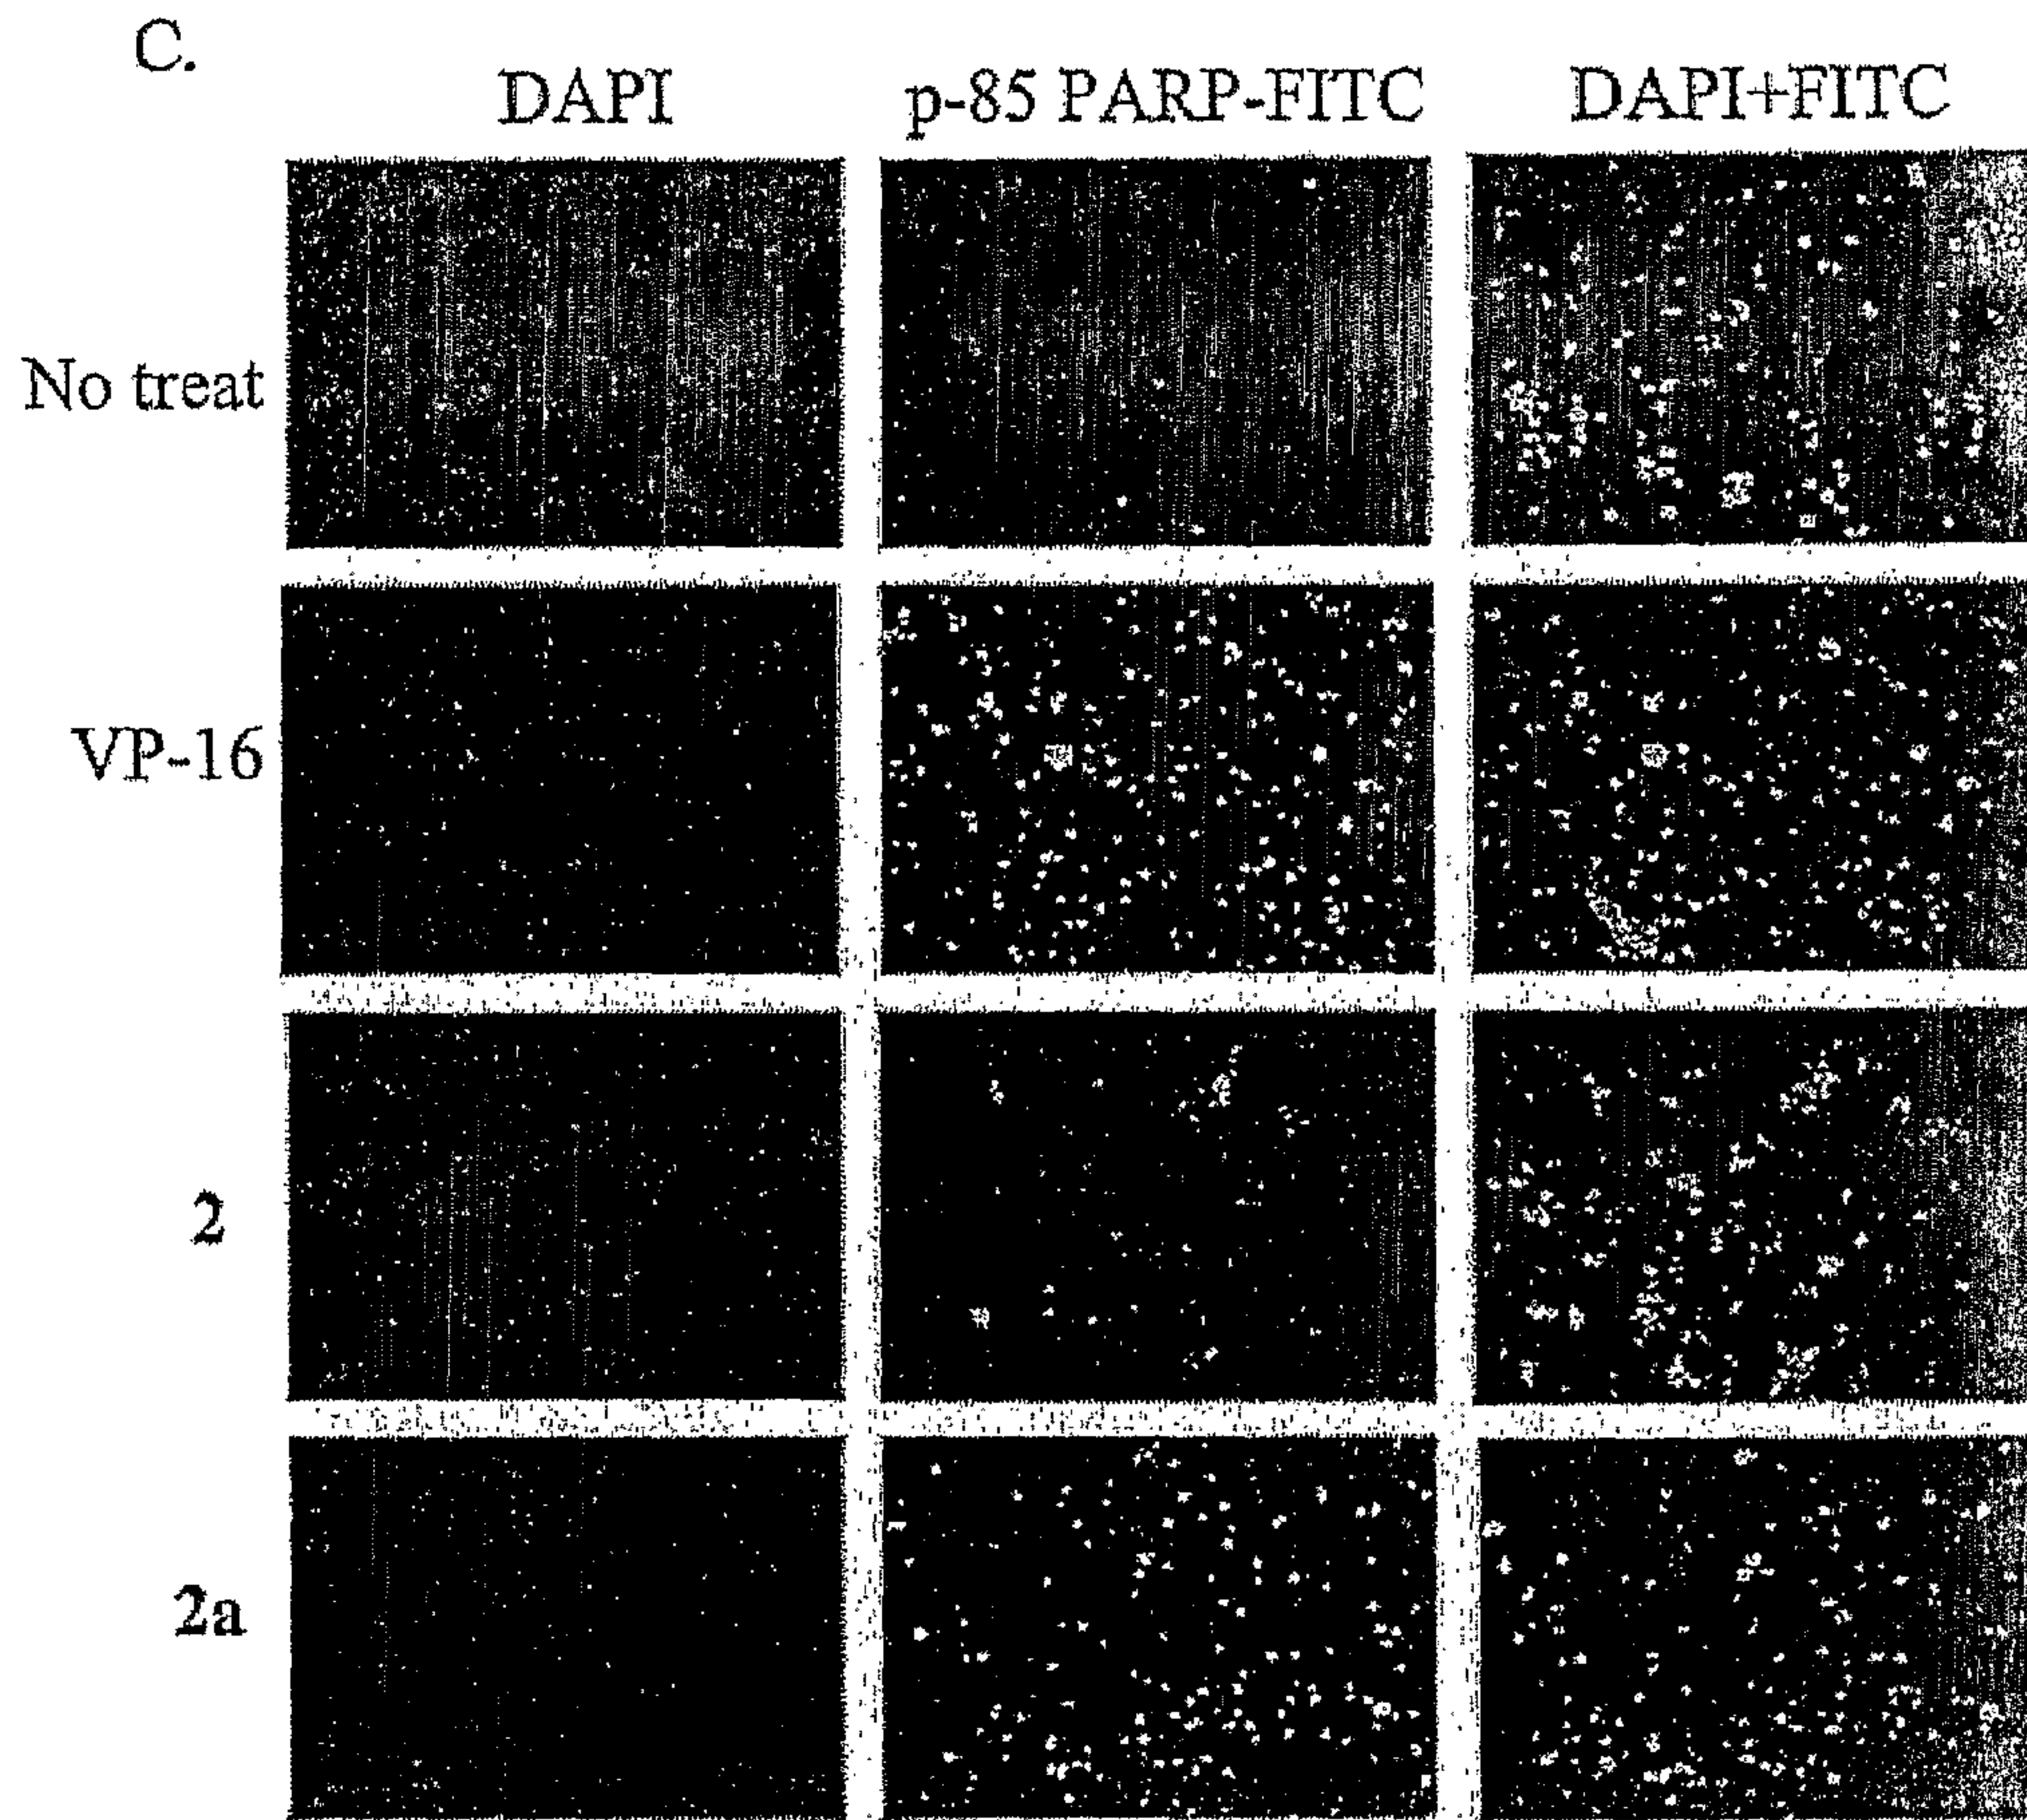 C.
DAPI p-85 PARP-FITC DAPI+FITC
No treat
VP-16
2
2a